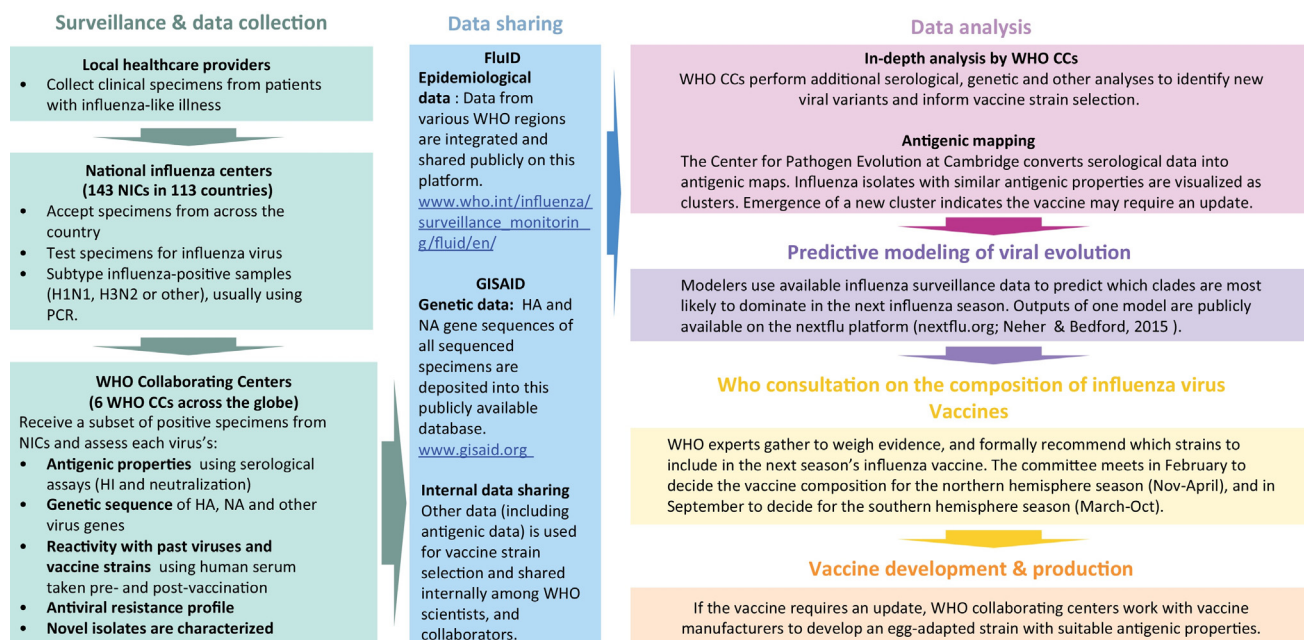 Surveillance & data collection
Local healthcare providers
• Collect clinical specimens from patients
with influenza-like illness
National influenza centers
(143 NICs in 113 countries)
• Accept specimens from across the
country
• Test specimens for influenza virus
• Subtype influenza-positive samples
(H1N1, H3N2 or other), usually using
PCR.
WHO Collaborating Centers
(6 WHO CCs across the globe)
Receive a subset of positive specimens from
NICs and assess each virus's:
• Antigenic properties using serological
assays (HI and neutralization)
• Genetic sequence of HA, NA and other
virus genes
• Reactivity with past viruses and
vaccine strains using human serum
taken pre- and post-vaccination
• Antiviral resistance profile
• Novel isolates are characterized
Data sharing
FluID
Epidemiological
data : Data from
various WHO regions
are integrated and
shared publicly on this
platform.
www.who.int/influenza/
surveillance_monitorin
g/fluid/en/
GISAID
Genetic data: HA and
NA gene sequences of
all sequenced
specimens are
deposited into this
publicly available
database.
www.gisaid.org
Internal data sharing
Other data (including
antigenic data) is used
for vaccine strain
selection and shared
internally among WHO
scientists, and
collaborators.
Data analysis
In-depth analysis by WHO CCs
WHO CCs perform additional serological, genetic and other analyses to identify new
viral variants and inform vaccine strain selection.
Antigenic mapping
The Center for Pathogen Evolution at Cambridge converts serological data into
antigenic maps. Influenza isolates with similar antigenic properties are visualized as
clusters. Emergence of a new cluster indicates the vaccine may require an update.
Predictive modeling of viral evolution
Modelers use available influenza surveillance data to predict which clades are most
likely to dominate in the next influenza season. Outputs of one model are publicly
available on the nextflu platform (nextflu.org; Neher & Bedford, 2015 ).
Who consultation on the composition of influenza virus
Vaccines
WHO experts gather to weigh evidence, and formally recommend which strains to
include in the next season's influenza vaccine. The committee meets in February to
decide the vaccine composition for the northern hemisphere season (Nov-April), and in
September to decide for the southern hemisphere season (March-Oct).
Vaccine development & production
If the vaccine requires an update, WHO collaborating centers work with vaccine
manufacturers to develop an egg-adapted strain with suitable antigenic properties.